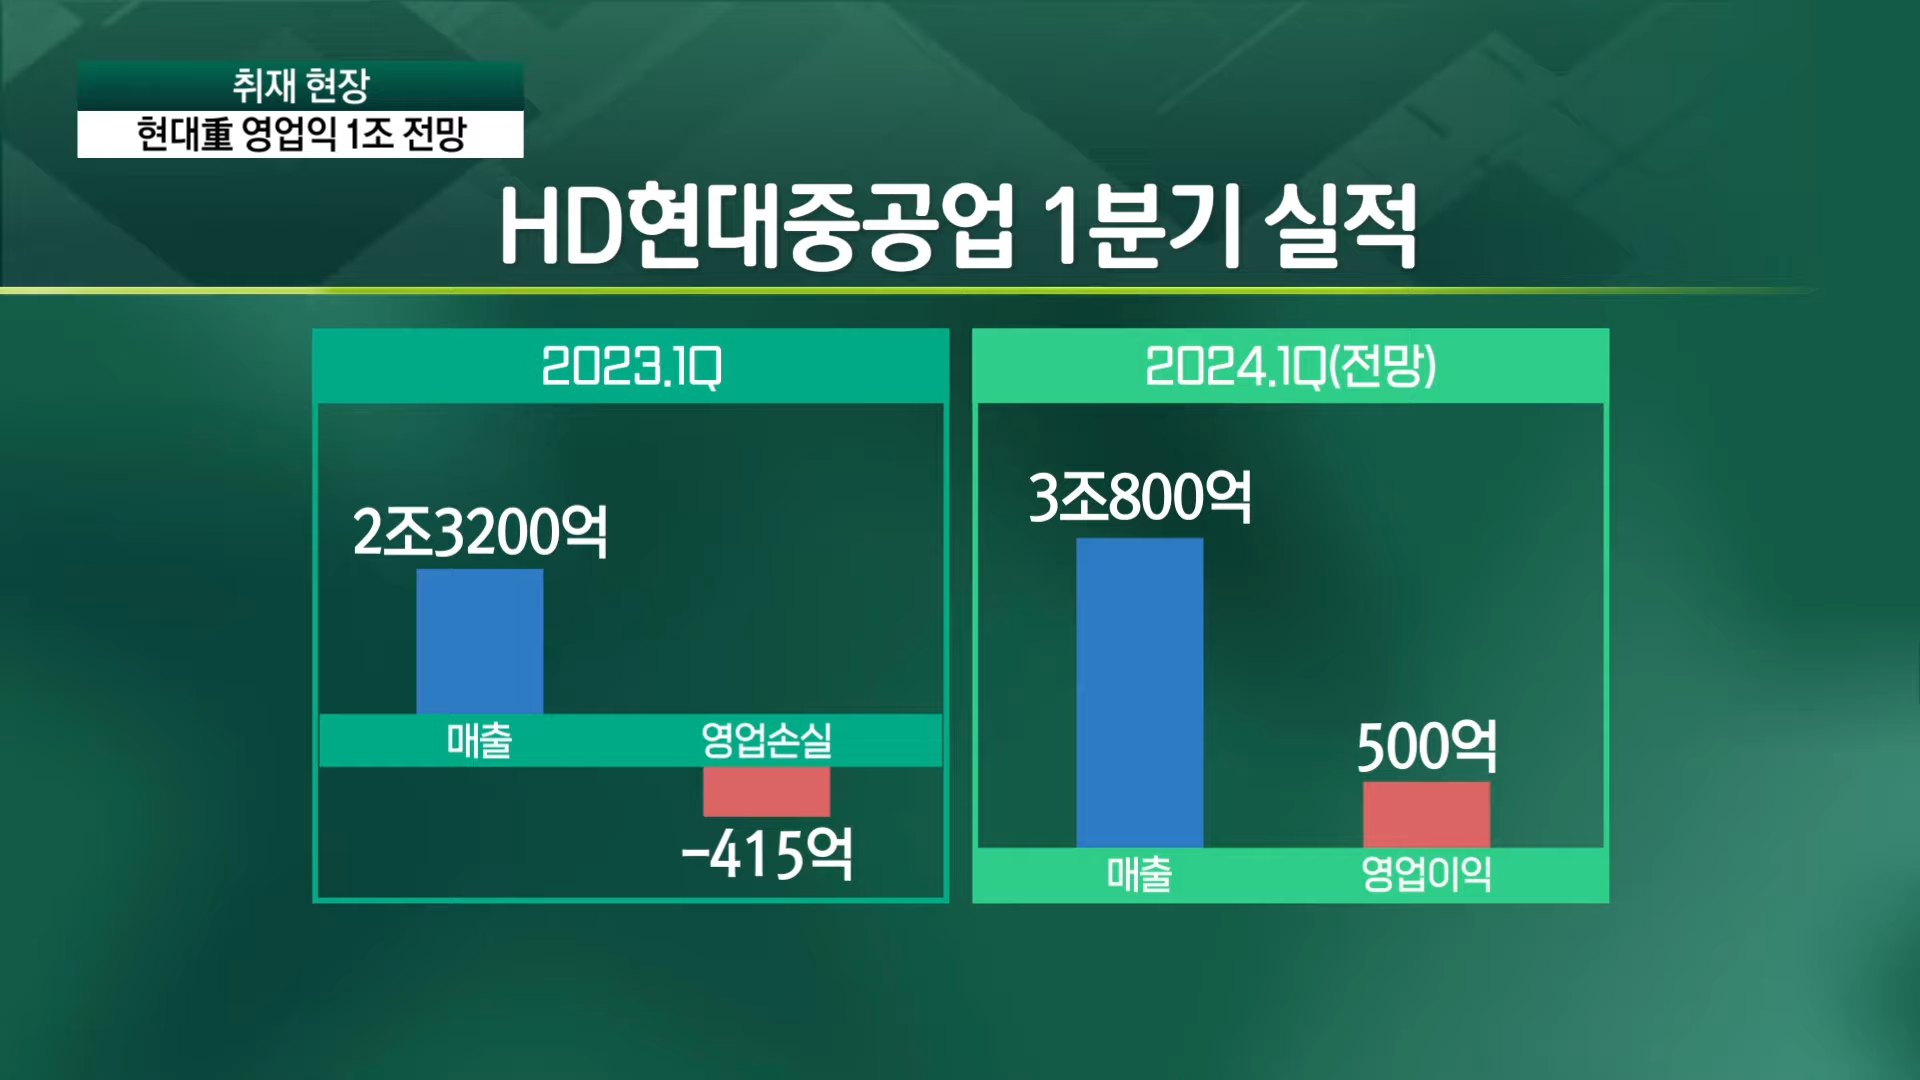 취재 현장
현대重 영업익 1조 전망
HD현대중공업 1분기 실적
2023.1Q
2조3200억
매출
영업손실
-415억
2024.1Q(전망)
3조800억
500억
매출
영업이익